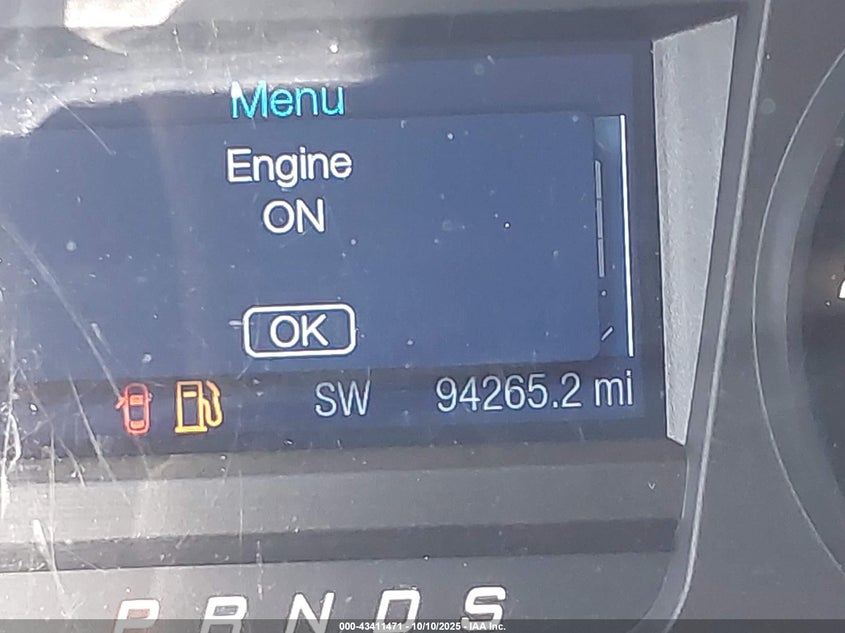 Menu
Engine
ON
OK
SW 94265.2 mi
P R N D S
000-43411471 - 10/10/2025 - IAA Inc.